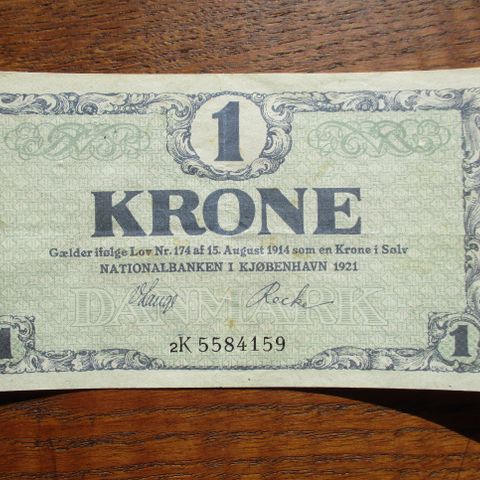 1
KRONE
Gælder ifølge Lov Nr. 174 af 15. August 1914 som en Krone i Sølv
NATIONALBANKEN I KJØBENHAVN 1921
DANMARK
2K 5584159
1 1